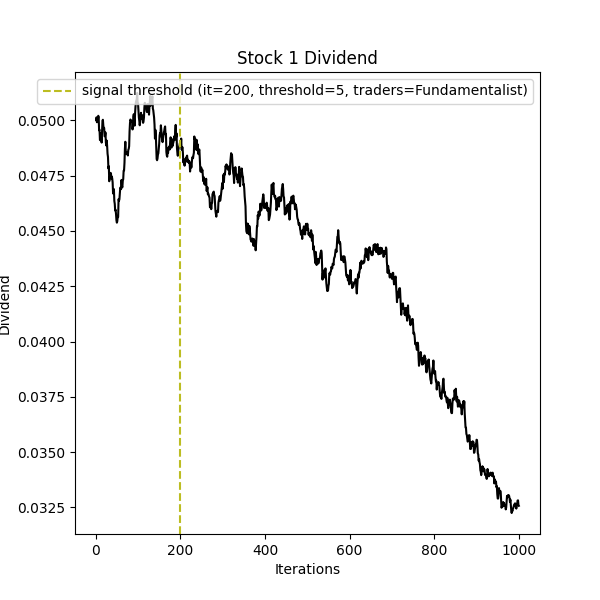 Stock 1 Dividend
signal threshold (it=200, threshold=5, traders=Fundamentalist)
0.0500
0.0475
0.0450
0.0425
0.0400
0.0375
0.0350
0.0325
Dividend
0 200 400 600 800 1000
Iterations